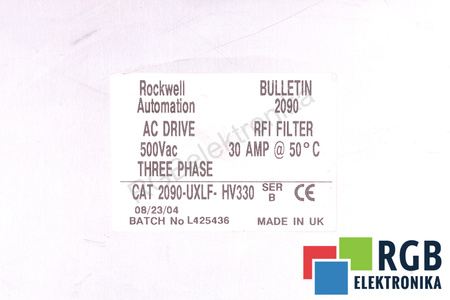 Rockwell BULLETIN
Automation 2090
AC DRIVE RFI FILTER
500Vac 30 AMP @ 50°C
THREE PHASE
CAT 2090-UXLF- HV330 SER B CE
08/23/04
BATCH No L425436 MADE IN UK
RGBelektronika
RGB
ELEKTRONIKA